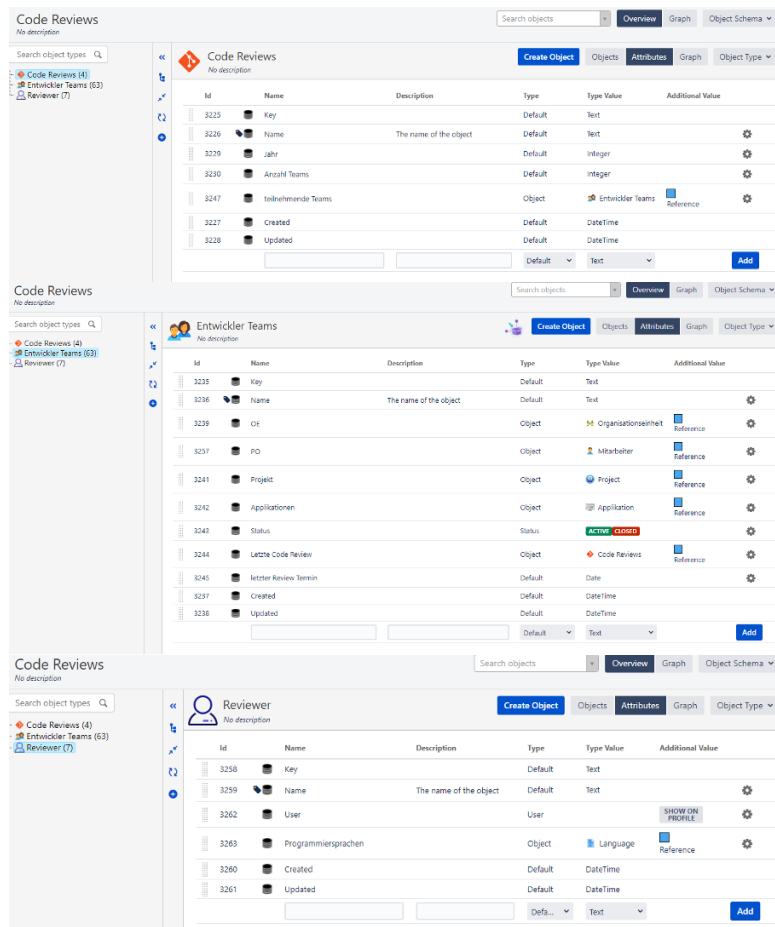 Code Reviews
No description
Search objects Overview Graph Object Schema
Search object types
Code Reviews (4)
Entwickler Teams (63)
Reviewer (7)
Code Reviews
No description
Create Object Objects Attributes Graph Object Type
Id Name Description Type Type Value Additional Value
3225 Key Default Text
3226 Name The name of the object Default Text
3229 Jahr Default Integer
3230 Anzahl Teams Default Integer
3247 teilnehmende Teams Object Entwickler Teams Reference
3227 Created Default DateTime
3228 Updated Default DateTime
Default Text Add
Code Reviews
No description
Search objects Overview Graph Object Schema
Search object types
Code Reviews (4)
Entwickler Teams (63)
Reviewer (7)
Entwickler Teams
No description
Create Object Objects Attributes Graph Object Type
Id Name Description Type Type Value Additional Value
3235 Key Default Text
3236 Name The name of the object Default Text
3239 OE Object Organisationseinheit Reference
3257 PO Object Mitarbeiter Reference
3241 Projekt Object Project Reference
3242 Applikationen Object Applikation Reference
3243 Status Status ACTIVE CLOSED
3244 Letzte Code Review Object Code Reviews Reference
3245 letzter Review Termin Default Date
3237 Created Default DateTime
3238 Updated Default DateTime
Default Text Add
Code Reviews
No description
Search objects Overview Graph Object Schema
Search object types
Code Reviews (4)
Entwickler Teams (63)
Reviewer (7)
Reviewer
No description
Create Object Objects Attributes Graph Object Type
Id Name Description Type Type Value Additional Value
3258 Key Default Text
3259 Name The name of the object Default Text
3262 User User SHOW ON PROFILE
3263 Programmiersprachen Object Language Reference
3260 Created Default DateTime
3261 Updated Default DateTime
Defa... Text Add